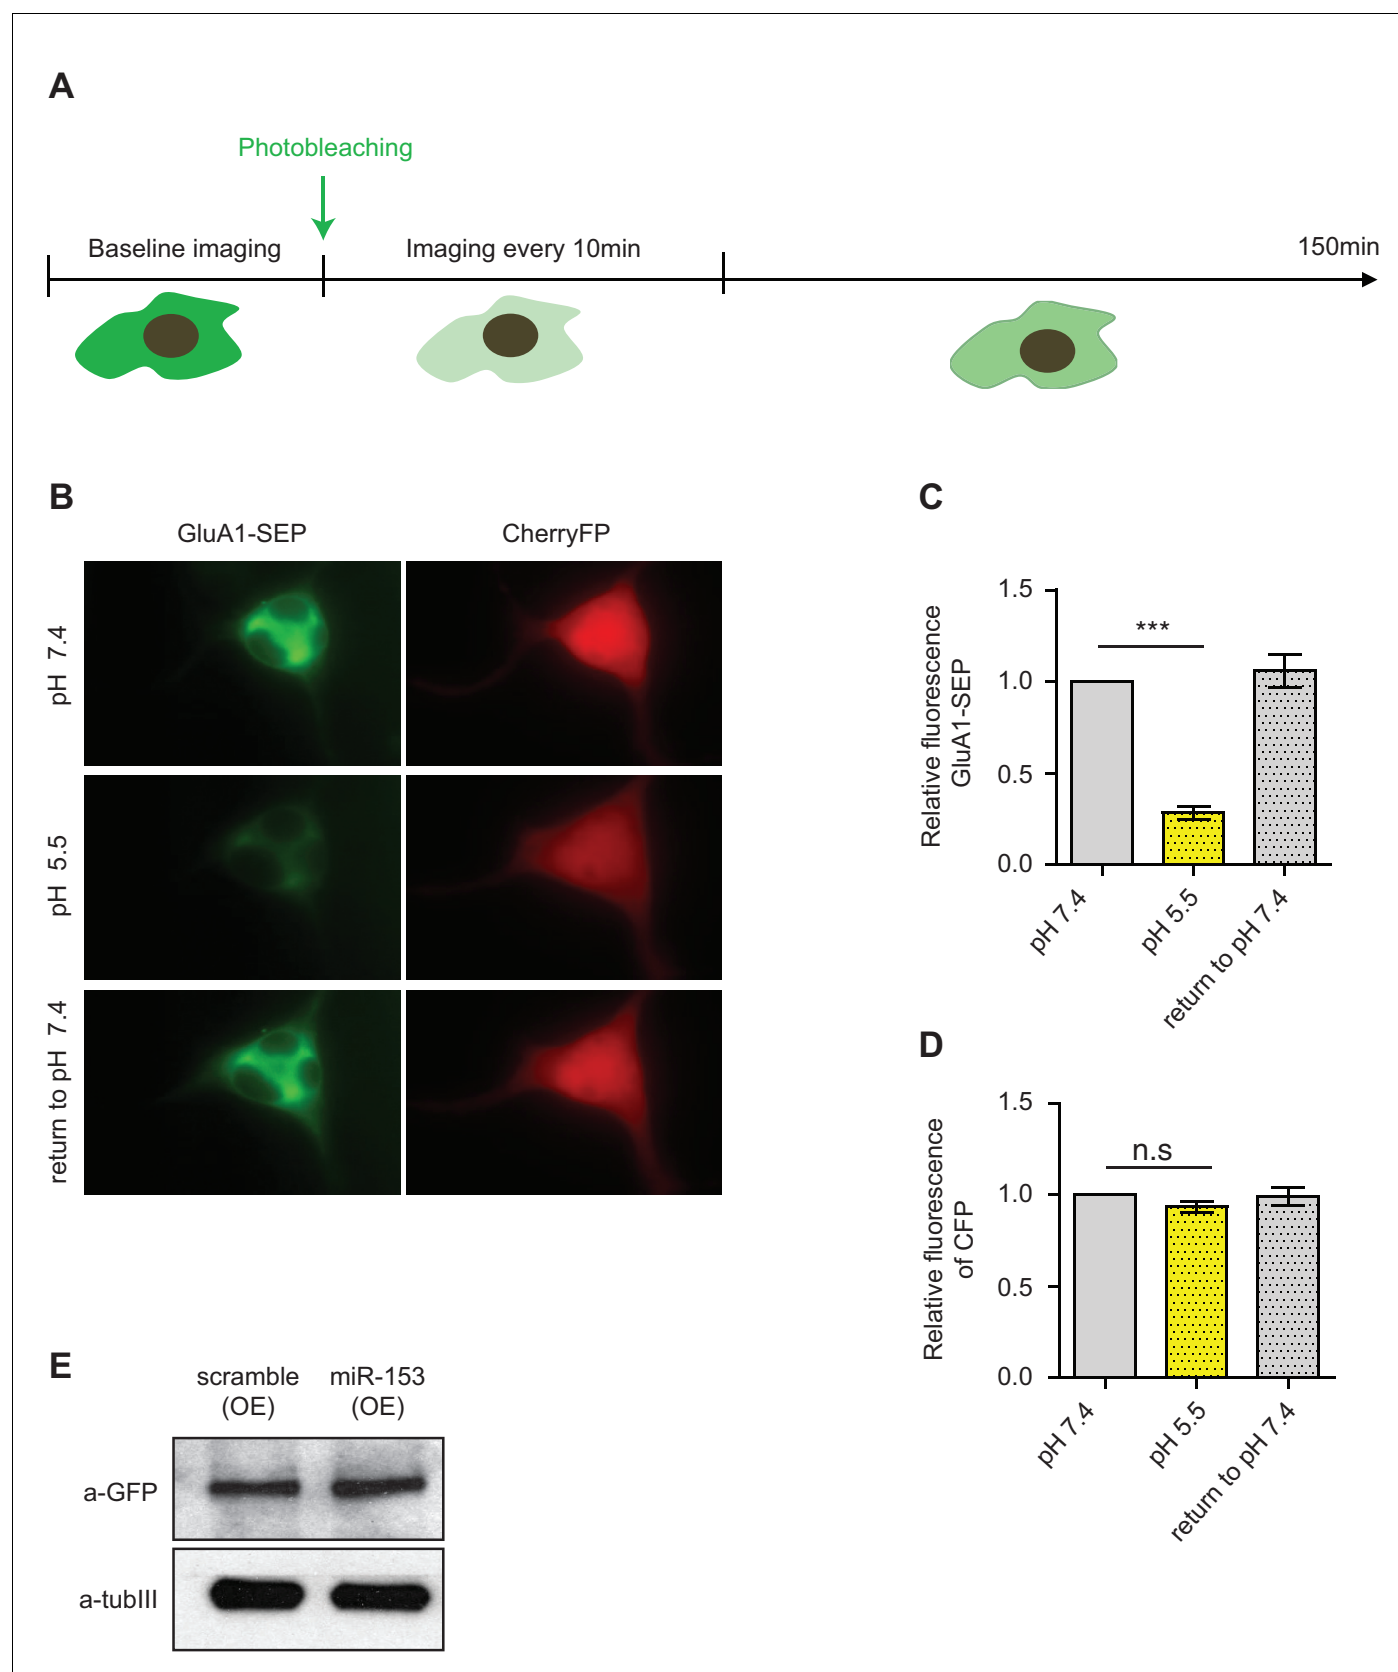 A
Photobleaching
Baseline imaging
Imaging every 10min
150min
B
GluA1-SEP
CherryFP
pH 7.4
pH 5.5
return to pH 7.4
C
Relative fluorescence
GluA1-SEP
1.5
1.0
0.5
0.0
***
pH 7.4
pH 5.5
return to pH 7.4
D
Relative fluorescence
of CFP
1.5
1.0
0.5
0.0
n.s
pH 7.4
pH 5.5
return to pH 7.4
E
scramble
(OE)
miR-153
(OE)
a-GFP
a-tubIII